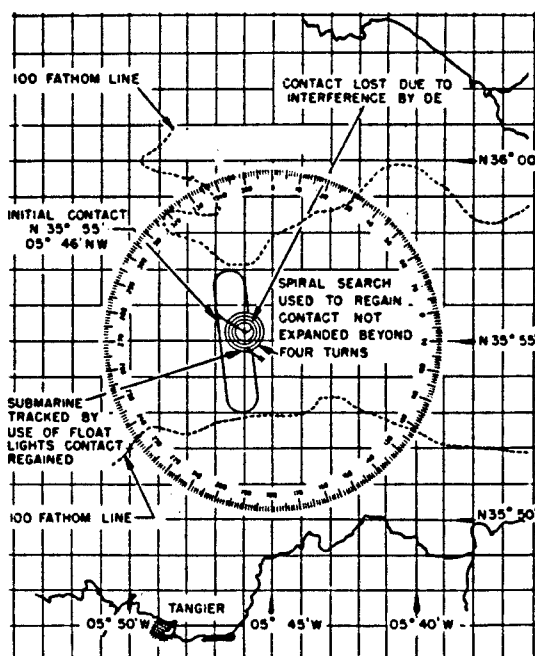 100 FATHOM LINE
CONTACT LOST DUE TO
INTERFERENCE BY DE
N 36° 00'
INITIAL CONTACT
N 35° 55'
05° 46' NW
SPIRAL SEARCH
USED TO REGAIN
CONTACT NOT
EXPANDED BEYOND
FOUR TURNS
N 35° 55'
SUBMARINE
TRACKED BY
USE OF FLOAT
LIGHTS CONTACT
REGAINED
100 FATHOM LINE
N 35° 50'
TANGIER
05° 50' W
05° 45' W
05° 40' W